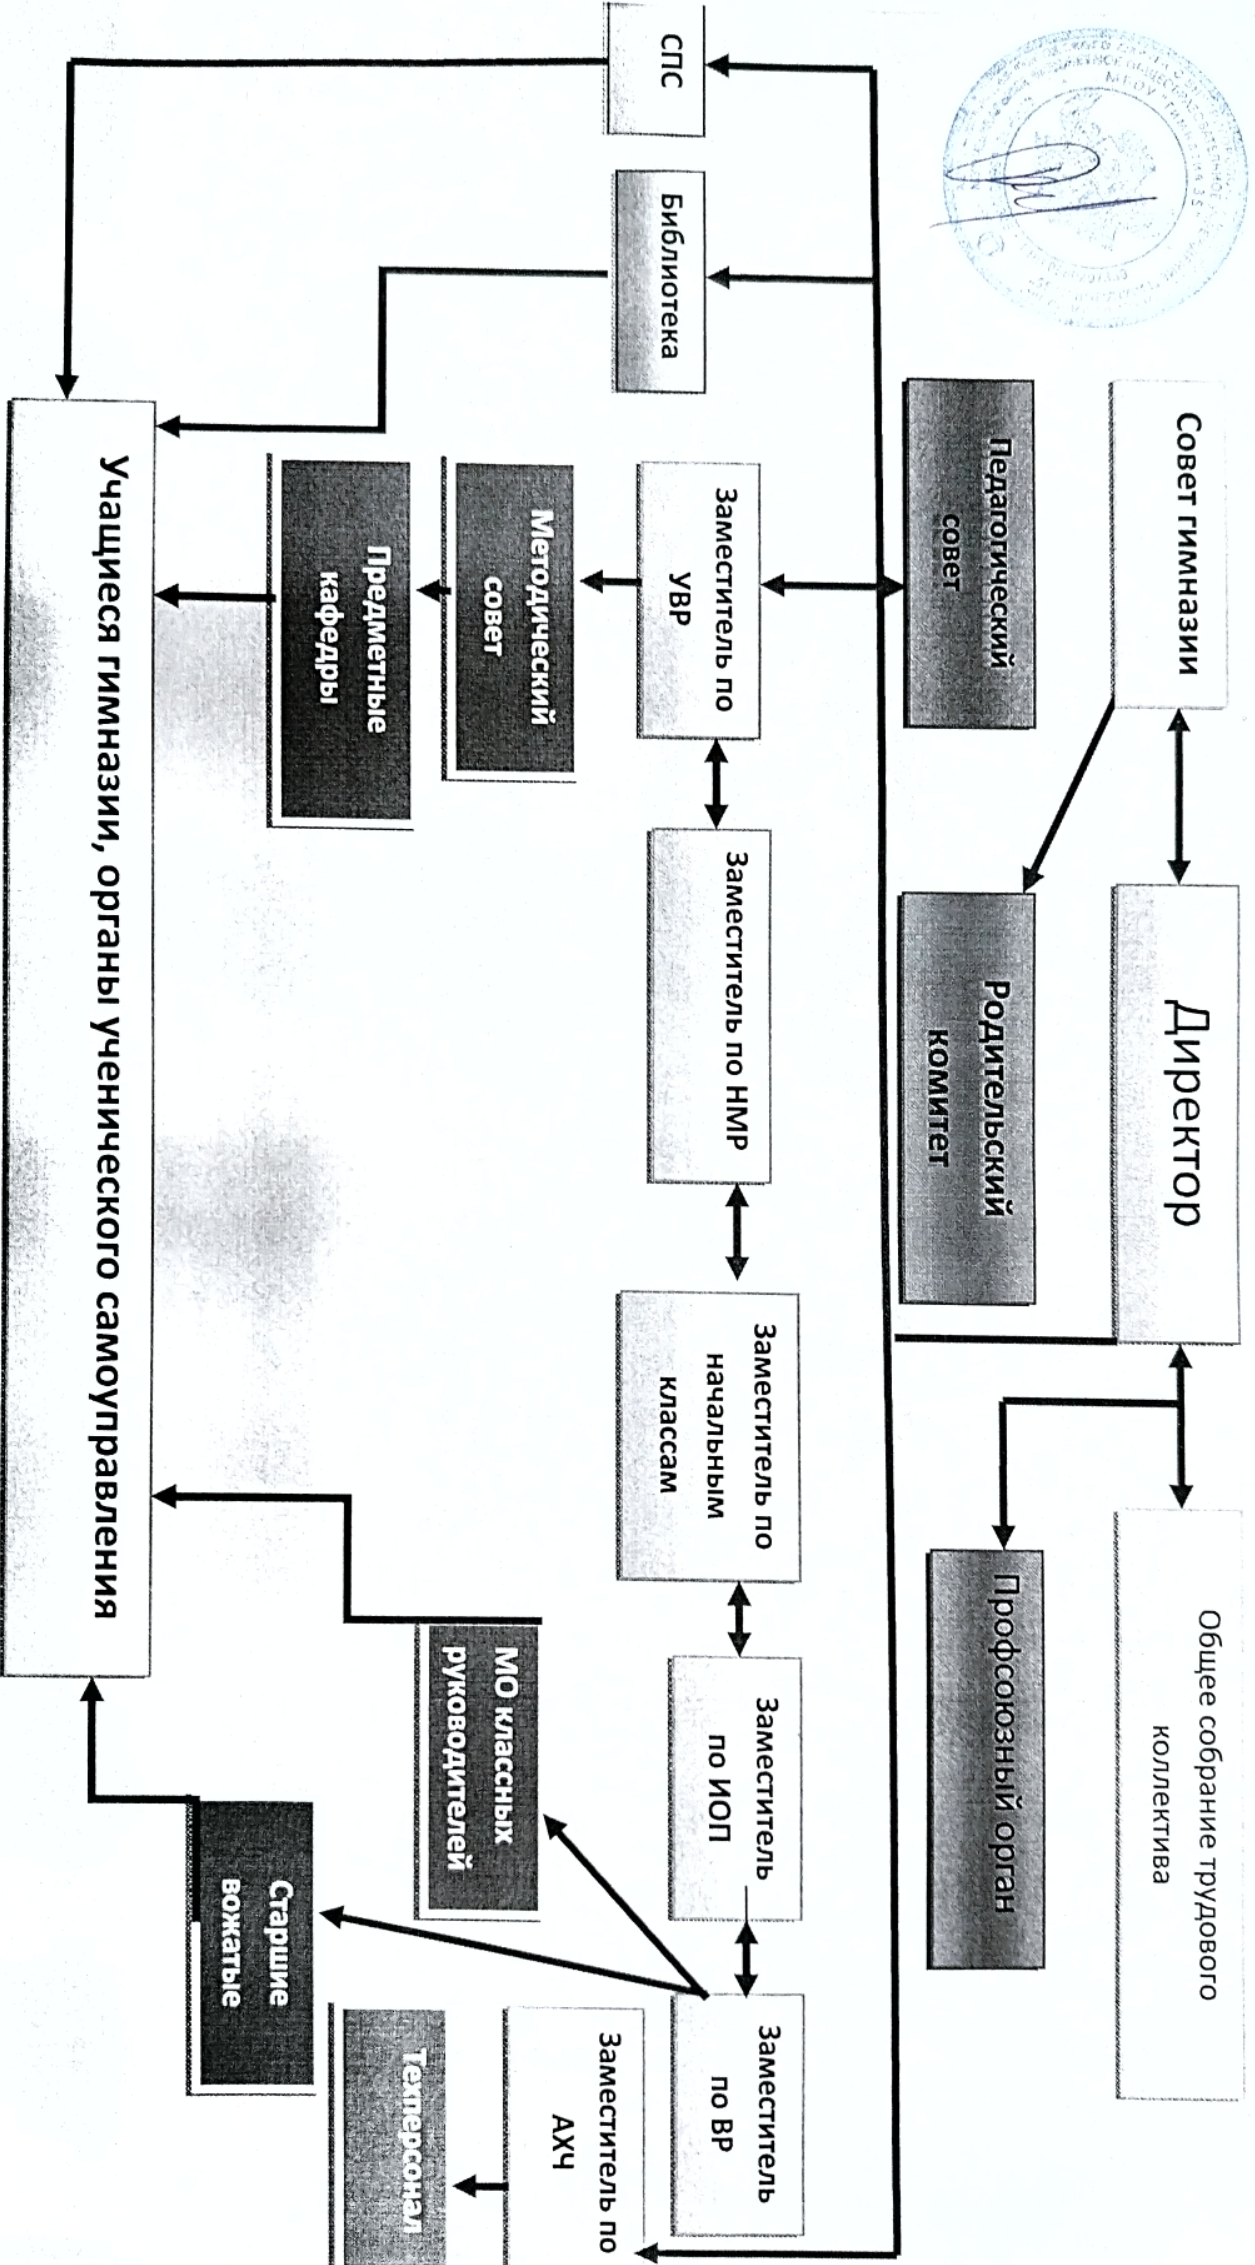 Совет гимназии
Директор
Общее собрание трудового
коллектива
Педагогический
совет
Родительский
комитет
Профсоюзный орган
СПС
Библиотека
Заместитель по
УВР
Заместитель по НМР
Заместитель по
начальным
классам
Заместитель
по ИОП
Заместитель
по ВР
Заместитель по
АХЧ
Методический
совет
Предметные
кафедры
МО классных
руководителей
Старшие
вожатые
Техперсонал
Учащиеся гимназии, органы ученического самоуправления